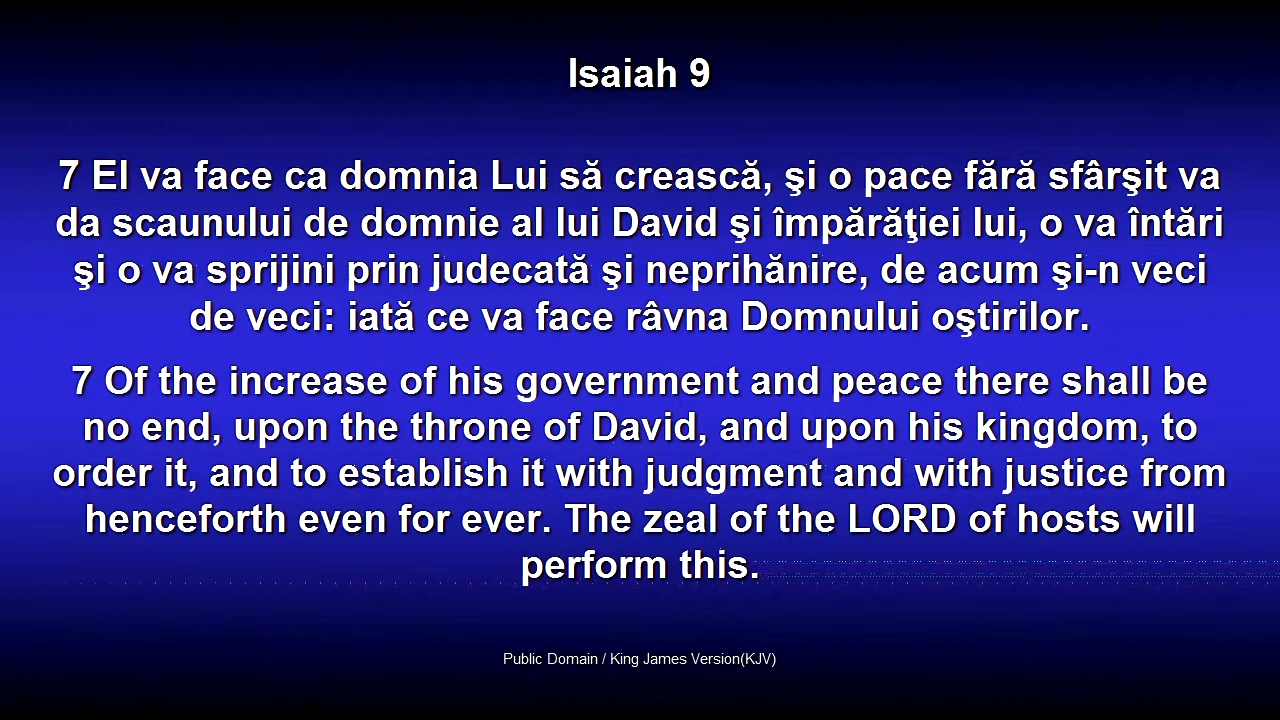 Isaiah 9
7 El va face ca domnia Lui să crească, şi o pace fără sfârşit va
da scaunului de domnie al lui David şi împărăţiei lui, o va întări
şi o va sprijini prin judecată şi neprihănire, de acum şi-n veci
de veci: iată ce va face râvna Domnului oştirilor.
7 Of the increase of his government and peace there shall be
no end, upon the throne of David, and upon his kingdom, to
order it, and to establish it with judgment and with justice from
henceforth even for ever. The zeal of the LORD of hosts will
perform this.
Public Domain / King James Version(KJV)